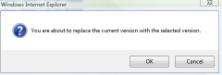 Windows Internet Explorer
You are about to replace the current version with the selected version.
OK
Cancel